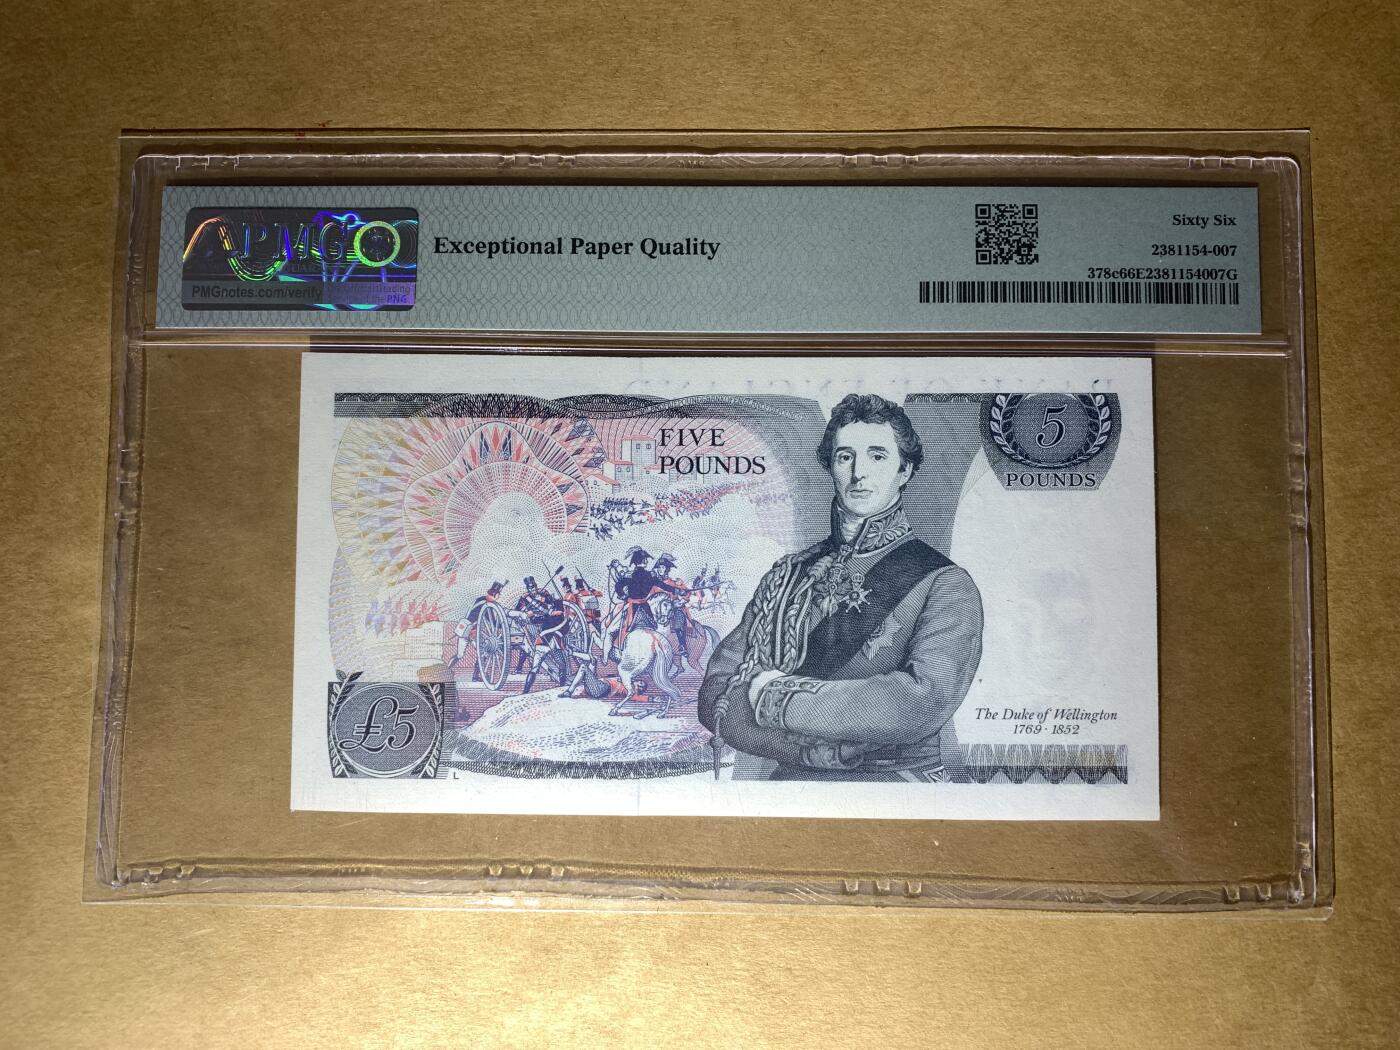 PMG
PMGnotes.com/verify
PNG
Exceptional Paper Quality
Sixty Six
2381154-007
378c66E2381154007G
FIVE
POUNDS
5
POUNDS
£5
L
The Duke of Wellington
1769 · 1852